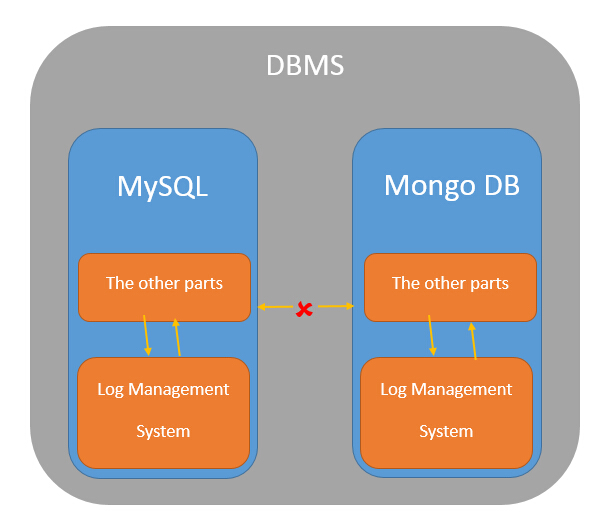 DBMS
MySQL
Mongo DB
The other parts
The other parts
Log Management
System
Log Management
System